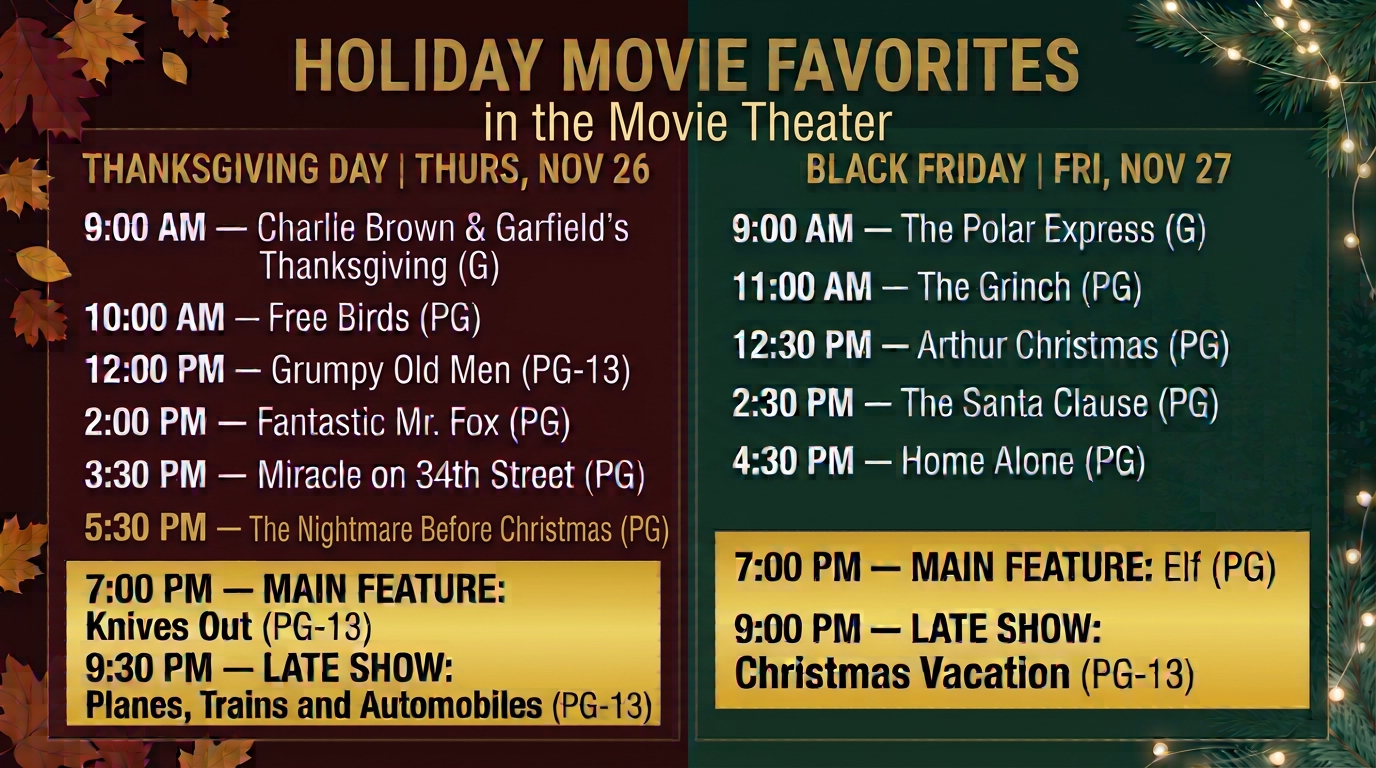 HOLIDAY MOVIE FAVORITES
in the Movie Theater
THANKSGIVING DAY | THURS, NOV 26
9:00 AM — Charlie Brown & Garfield's
Thanksgiving (G)
10:00 AM — Free Birds (PG)
12:00 PM — Grumpy Old Men (PG-13)
2:00 PM — Fantastic Mr. Fox (PG)
3:30 PM — Miracle on 34th Street (PG)
5:30 PM — The Nightmare Before Christmas (PG)
7:00 PM — MAIN FEATURE:
Knives Out (PG-13)
9:30 PM — LATE SHOW:
Planes, Trains and Automobiles (PG-13)
BLACK FRIDAY | FRI, NOV 27
9:00 AM — The Polar Express (G)
11:00 AM — The Grinch (PG)
12:30 PM — Arthur Christmas (PG)
2:30 PM — The Santa Clause (PG)
4:30 PM — Home Alone (PG)
7:00 PM — MAIN FEATURE: Elf (PG)
9:00 PM — LATE SHOW:
Christmas Vacation (PG-13)